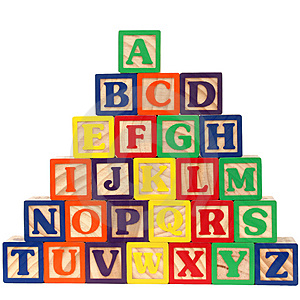 A
BCD
EFGH
IJKLM
NOPQRS
TUVWXYZ